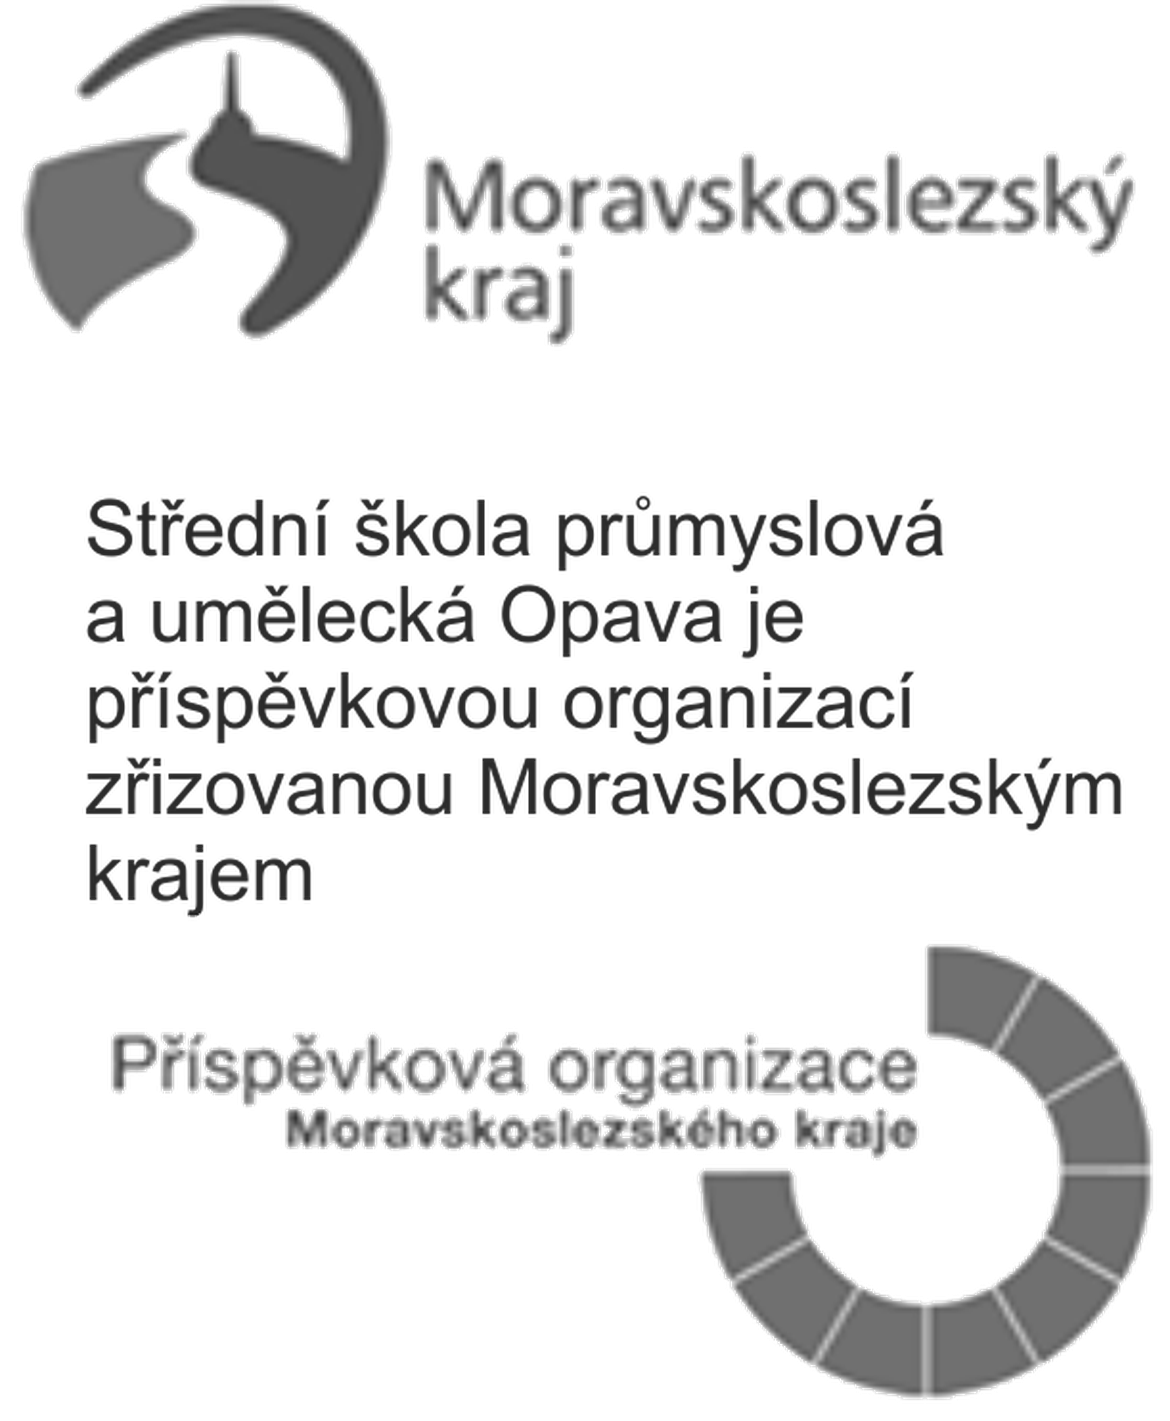 Moravskoslezský
kraj
Střední škola průmyslová
a umělecká Opava je
příspěvkovou organizací
zřizovanou Moravskoslezským
krajem
Příspěvková organizace
Moravskoslezského kraje